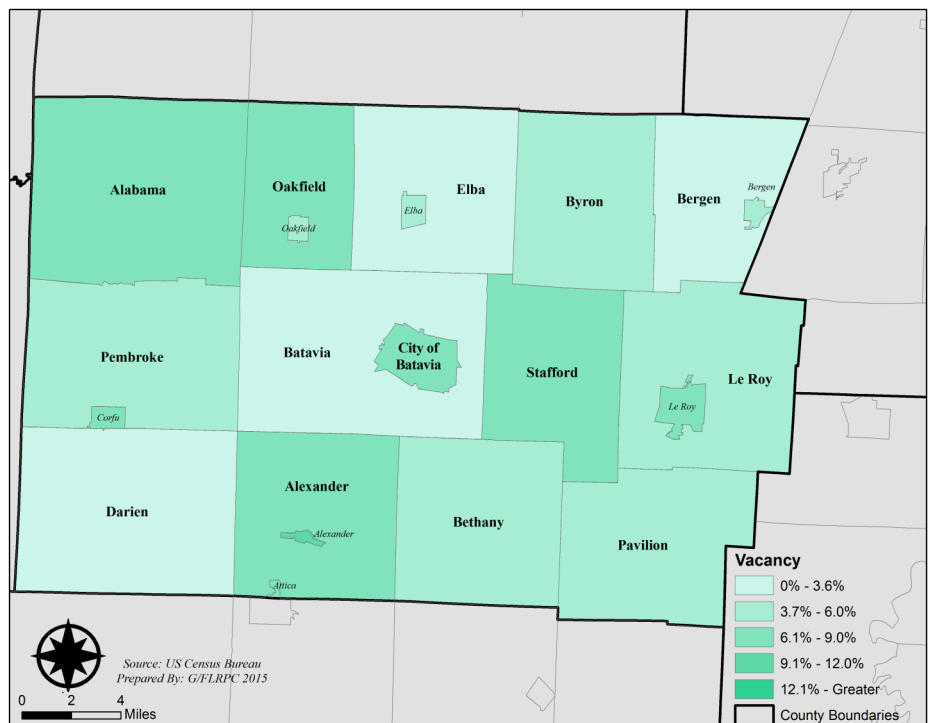 Alabama
Oakfield
Oakfield
Elba
Elba
Byron
Bergen
Bergen
Pembroke
Corfu
Batavia
City of
Batavia
Stafford
Le Roy
Le Roy
Darien
Alexander
Alexander
Attica
Bethany
Pavilion
Vacancy
0% - 3.6%
3.7% - 6.0%
6.1% - 9.0%
9.1% - 12.0%
12.1% - Greater
County Boundaries
Source: US Census Bureau
Prepared By: G/FLRPC 2015
0 2 4
Miles